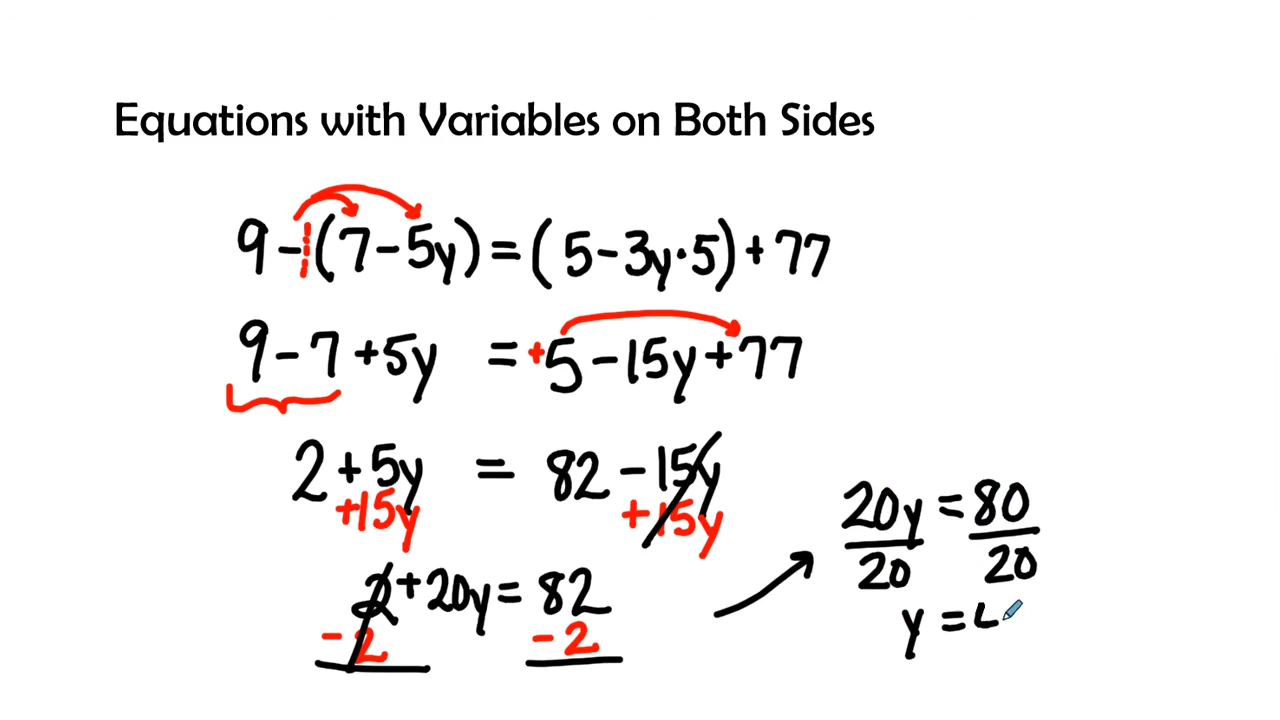 Equations with Variables on Both Sides
9 - 1(7 - 5y) = (5 - 3y · 5) + 77
9 - 7 + 5y = +5 - 15y + 77
2 + 5y = 82 - 15y
+15y +15y
2 + 20y = 82
-2 -2
20y = 80
20 20
y =